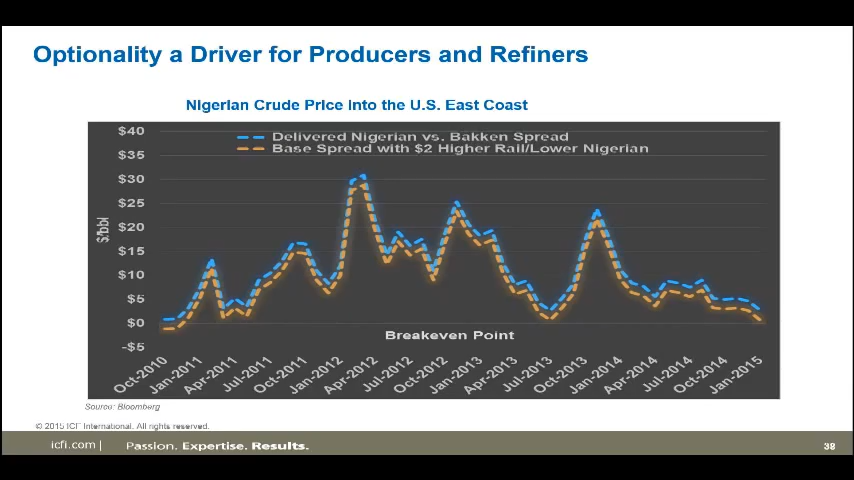 Optionality a Driver for Producers and Refiners
Nigerian Crude Price into the U.S. East Coast
$40
$35
$30
$25
$20
$15
$10
$5
$0
-$5
$/bbl
Delivered Nigerian vs. Bakken Spread
Base Spread with $2 Higher Rail/Lower Nigerian
Breakeven Point
Oct-2010
Jan-2011
Apr-2011
Jul-2011
Oct-2011
Jan-2012
Apr-2012
Jul-2012
Oct-2012
Jan-2013
Apr-2013
Jul-2013
Oct-2013
Jan-2014
Apr-2014
Jul-2014
Oct-2014
Jan-2015
Source: Bloomberg
© 2015 ICF International. All rights reserved.
icfi.com | Passion. Expertise. Results. 38